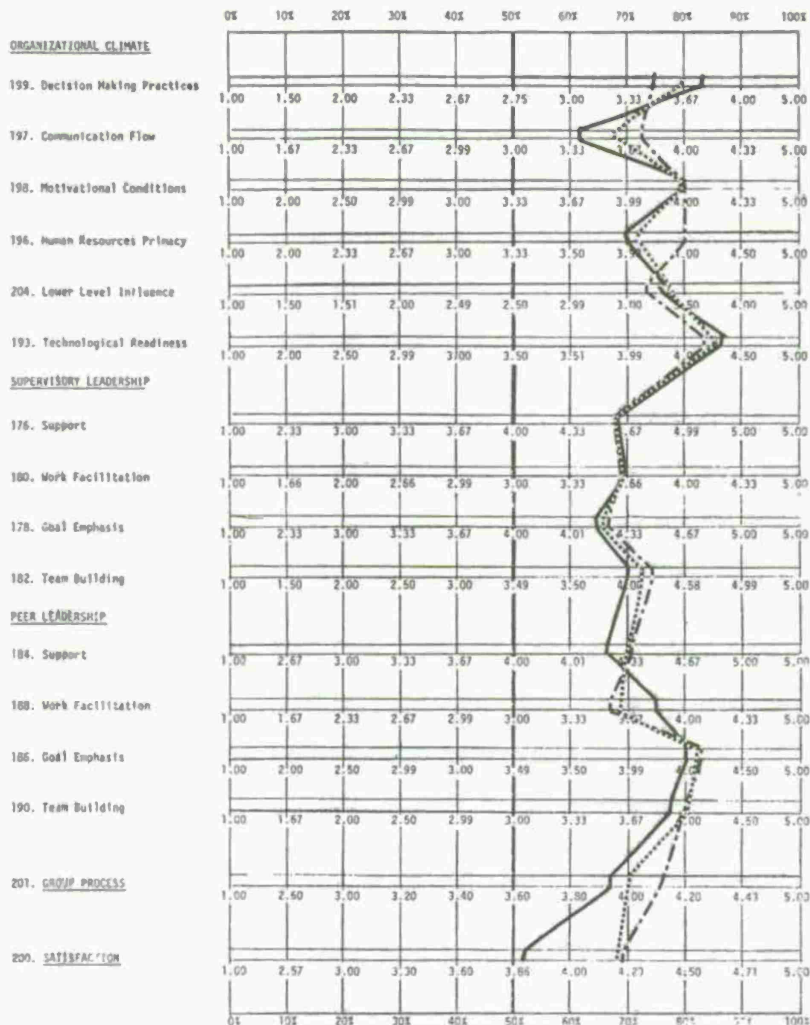 0% 10% 20% 30% 40% 50% 60% 70% 80% 90% 100%
ORGANIZATIONAL CLIMATE
199. Decision Making Practices
1.00 1.50 2.00 2.33 2.67 2.75 3.00 3.33 3.67 4.00 5.00
197. Communication Flow
1.00 1.67 2.33 2.67 2.99 3.00 3.33 4.00 4.33 5.00
198. Motivational Conditions
1.00 2.00 2.33 2.99 3.00 3.33 3.67 3.99 4.00 4.33 5.00
196. Human Resources Primacy
1.00 2.00 2.33 2.67 3.00 3.33 3.50 4.00 4.50 5.00
204. Lower Level Influence
1.00 1.50 1.51 2.00 2.49 2.50 2.99 3.00 3.50 4.00 5.00
193. Technological Readiness
1.00 2.00 2.50 2.99 3.00 3.50 3.51 3.99 4.50 5.00
SUPERVISORY LEADERSHIP
176. Support
1.00 2.33 3.00 3.33 3.67 4.00 4.33 4.67 4.99 5.00
180. Work Facilitation
1.00 1.66 2.00 2.66 2.99 3.00 3.33 3.66 4.00 4.33 5.00
178. Goal Emphasis
1.00 2.33 3.00 3.33 3.67 4.00 4.01 4.33 4.67 5.00 5.00
182. Team Building
1.00 1.50 2.00 2.50 3.00 3.49 3.50 4.00 4.58 4.99 5.00
PEER LEADERSHIP
184. Support
1.00 2.67 3.00 3.33 3.67 4.00 4.01 4.33 4.67 5.00 5.00
188. Work Facilitation
1.00 1.67 2.33 2.67 2.99 3.00 3.33 4.00 4.33 5.00
186. Goal Emphasis
1.00 2.00 2.50 2.99 3.00 3.49 3.50 3.99 4.50 5.00
190. Team Building
1.00 1.67 2.00 2.50 2.99 3.00 3.33 3.67 4.00 4.50 5.00
201. GROUP PROCESS
1.00 2.60 3.00 3.20 3.40 3.60 3.80 4.00 4.20 4.43 5.00
200. SATISFACTION
1.00 2.57 3.00 3.30 3.60 3.86 4.00 4.50 4.71 5.00
0% 10% 20% 30% 40% 50% 60% 70% 80% 90% 100%